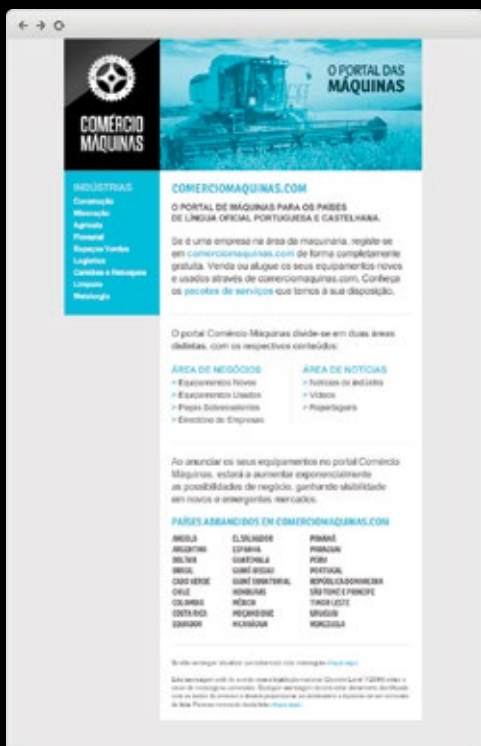 COMÉRCIO
MÁQUINAS
O PORTAL DAS
MÁQUINAS
INDÚSTRIAS
Construção
Mineração
Agrícola
Florestal
Espaços Verdes
Logística
Camiões e Reboques
Limpeza
Metalurgia
COMERCIOMAQUINAS.COM
O PORTAL DE MÁQUINAS PARA OS PAÍSES
DE LÍNGUA OFICIAL PORTUGUESA E CASTELHANA.
Se é uma empresa na área da maquinaria, registe-se
em comerciomaquinas.com de forma completamente
gratuita. Venda ou alugue os seus equipamentos novos
e usados através de comerciomaquinas.com. Conheça
os pacotes de serviços que temos à sua disposição.
O portal Comércio Máquinas divide-se em duas áreas
distintas, com os respectivos conteúdos:
ÁREA DE NEGÓCIOS
> Equipamentos Novos
> Equipamentos Usados
> Peças Sobressalentes
> Directório de Empresas
ÁREA DE NOTÍCIAS
> Notícias da Indústria
> Vídeos
> Reportagens
Ao anunciar os seus equipamentos no portal Comércio
Máquinas, estará a aumentar exponencialmente
as possibilidades de negócio, ganhando visibilidade
em novos e emergentes mercados.
PAÍSES ABRANGIDOS EM COMERCIOMAQUINAS.COM
ANGOLA
ARGENTINA
BOLÍVIA
BRASIL
CABO VERDE
CHILE
COLÔMBIA
COSTA RICA
EQUADOR
EL SALVADOR
ESPANHA
GUATEMALA
GUINÉ BISSAU
GUINÉ EQUATORIAL
HONDURAS
MÉXICO
MOÇAMBIQUE
NICARÁGUA
PANAMÁ
PARAGUAI
PERU
PORTUGAL
REPÚBLICA DOMINICANA
SÃO TOMÉ E PRÍNCIPE
TIMOR LESTE
URUGUAI
VENEZUELA
clique aqui
clique aqui